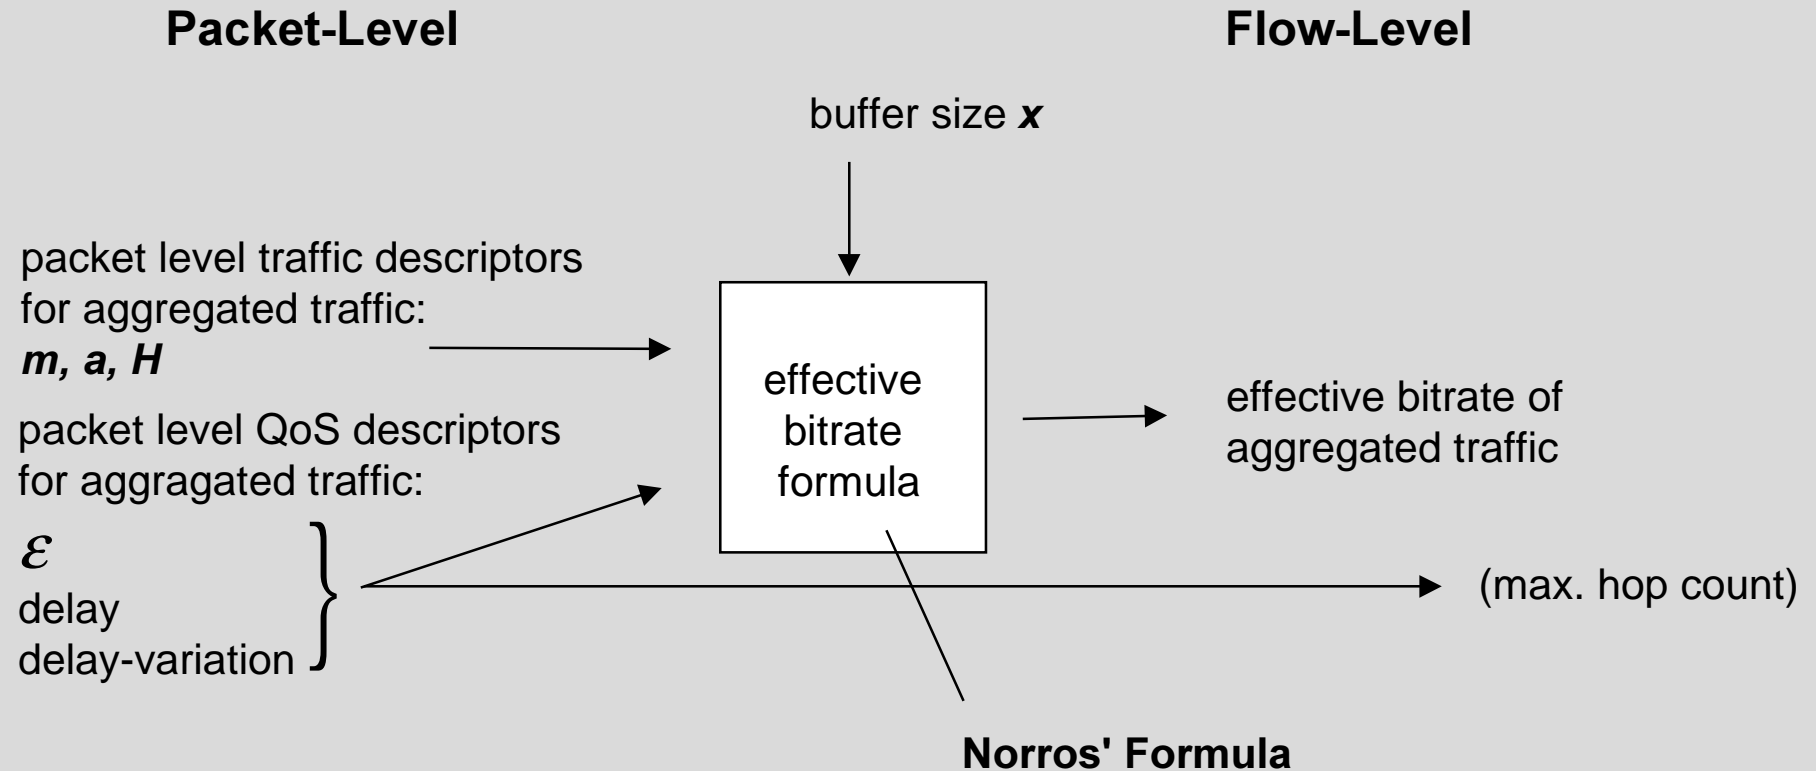 Packet-Level
Flow-Level
buffer size x
packet level traffic descriptors
for aggregated traffic:
m, a, H
packet level QoS descriptors
for aggragated traffic:
ε
delay
delay-variation
effective
bitrate
formula
effective bitrate of
aggregated traffic
(max. hop count)
Norros' Formula